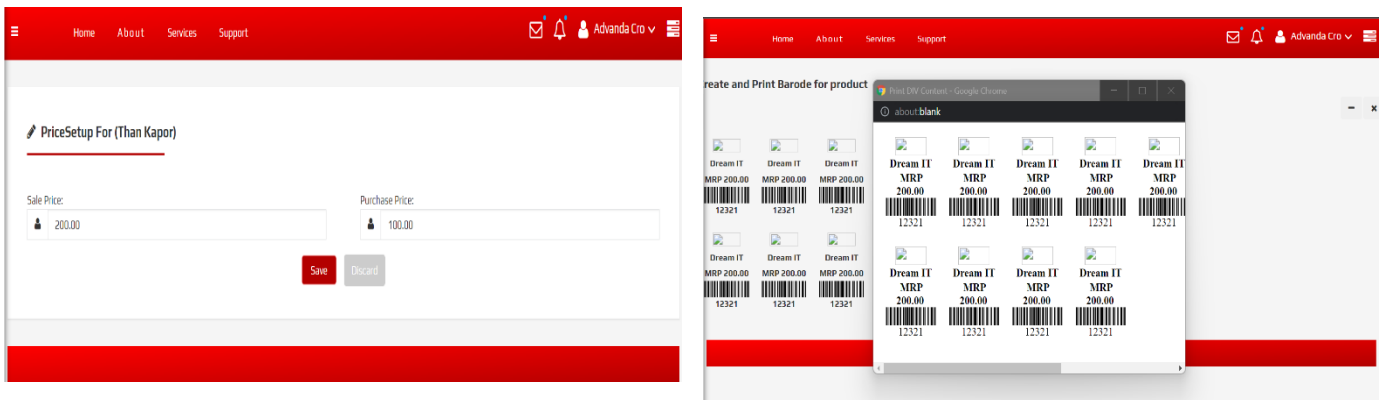 Home About Services Support Advanda Cro
PriceSetup For (Than Kapor)
Sale Price: Purchase Price:
200.00 100.00
Save Discard
Home About Services Support Advanda Cro
reate and Print Barode for product
Print DIV Content - Google Chrome
about:blank
Dream IT Dream IT Dream IT
MRP 200.00 MRP 200.00 MRP 200.00
12321 12321 12321
Dream IT Dream IT Dream IT
MRP 200.00 MRP 200.00 MRP 200.00
12321 12321 12321
Dream IT Dream IT Dream IT Dream IT Dream IT
MRP MRP MRP MRP MRP
200.00 200.00 200.00 200.00 200.00
12321 12321 12321 12321 12321
Dream IT Dream IT Dream IT Dream IT
MRP MRP MRP MRP
200.00 200.00 200.00 200.00
12321 12321 12321 12321